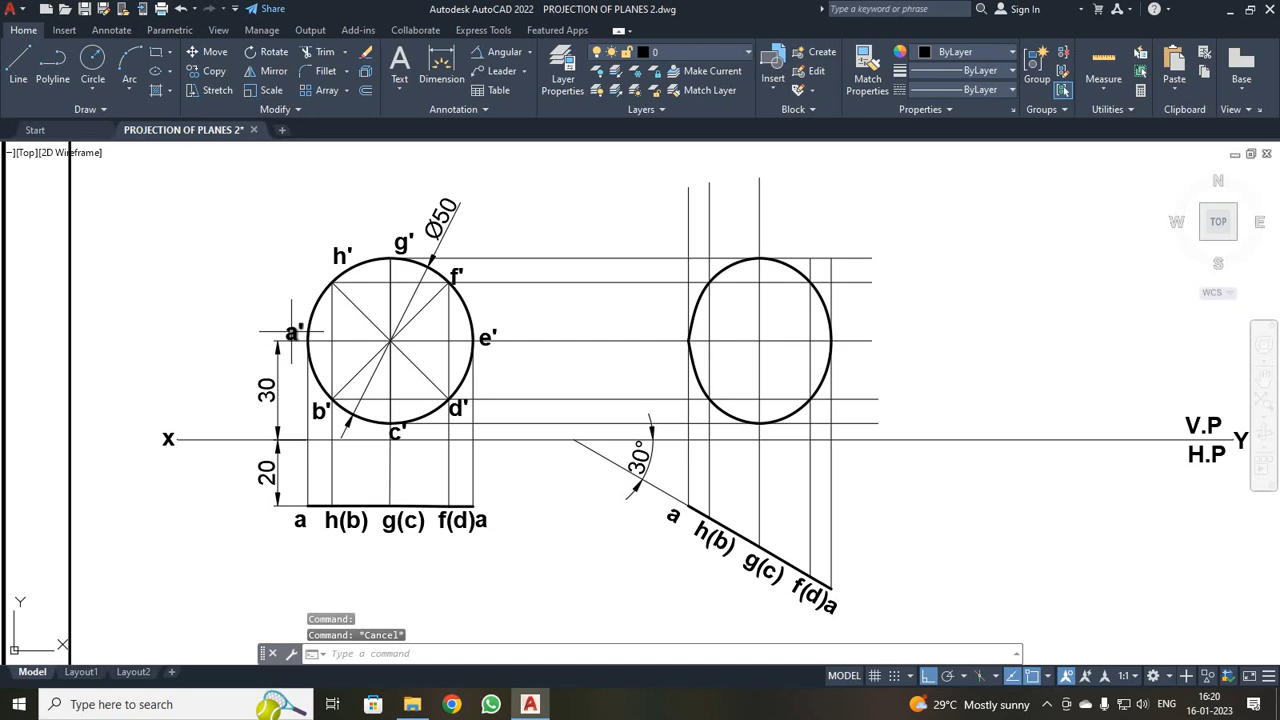 Autodesk AutoCAD 2022 PROJECTION OF PLANES 2.dwg
Share
Type a keyword or phrase
Sign In
Home Insert Annotate Parametric View Manage Output Add-ins Collaborate Express Tools Featured Apps
Line Polyline Circle Arc
Move Rotate Trim
Copy Mirror Fillet
Stretch Scale Array
Text Dimension
Angular
Leader
Table
Layer Properties
0
Make Current
Match Layer
Insert
Create
Edit
Match Properties
ByLayer
ByLayer
ByLayer
Group
Measure
Paste
Base
Draw Modify Annotation Layers Block Properties Groups Utilities Clipboard View
Start PROJECTION OF PLANES 2*
−][Top][2D Wireframe]
N
W TOP E
S
WCS
Ø50
g'
h'
f'
a'
e'
b'
d'
c'
30
20
X
30°
V.P
H.P
Y
a h(b) g(c) f(d)a
a h(b) g(c) f(d)a
Y
X
Command:
Command: *Cancel*
Type a command
Model Layout1 Layout2
MODEL
1:1
Type here to search
29°C Mostly sunny
ENG
16:20
16-01-2023